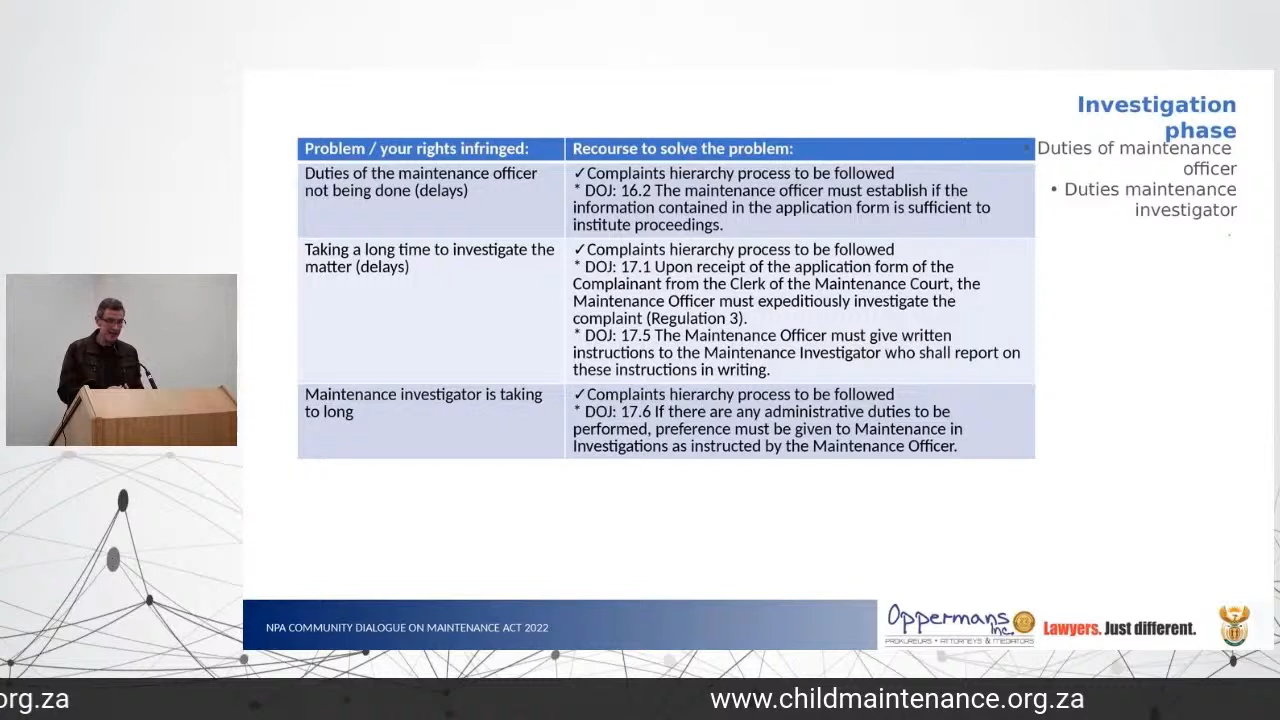 Investigation
phase
• Duties of maintenance
officer
• Duties maintenance
investigator
Problem / your rights infringed:
Recourse to solve the problem:
Duties of the maintenance officer
not being done (delays)
✓Complaints hierarchy process to be followed
* DOJ: 16.2 The maintenance officer must establish if the
information contained in the application form is sufficient to
institute proceedings.
Taking a long time to investigate the
matter (delays)
✓Complaints hierarchy process to be followed
* DOJ: 17.1 Upon receipt of the application form of the
Complainant from the Clerk of the Maintenance Court, the
Maintenance Officer must expeditiously investigate the
complaint (Regulation 3).
* DOJ: 17.5 The Maintenance Officer must give written
instructions to the Maintenance Investigator who shall report on
these instructions in writing.
Maintenance investigator is taking
to long
✓Complaints hierarchy process to be followed
* DOJ: 17.6 If there are any administrative duties to be
performed, preference must be given to Maintenance in
Investigations as instructed by the Maintenance Officer.
NPA COMMUNITY DIALOGUE ON MAINTENANCE ACT 2022
Oppermans
Inc.
PROKUREURS • ATTORNEYS & MEDIATORS
Lawyers. Just different.
org.za
www.childmaintenance.org.za